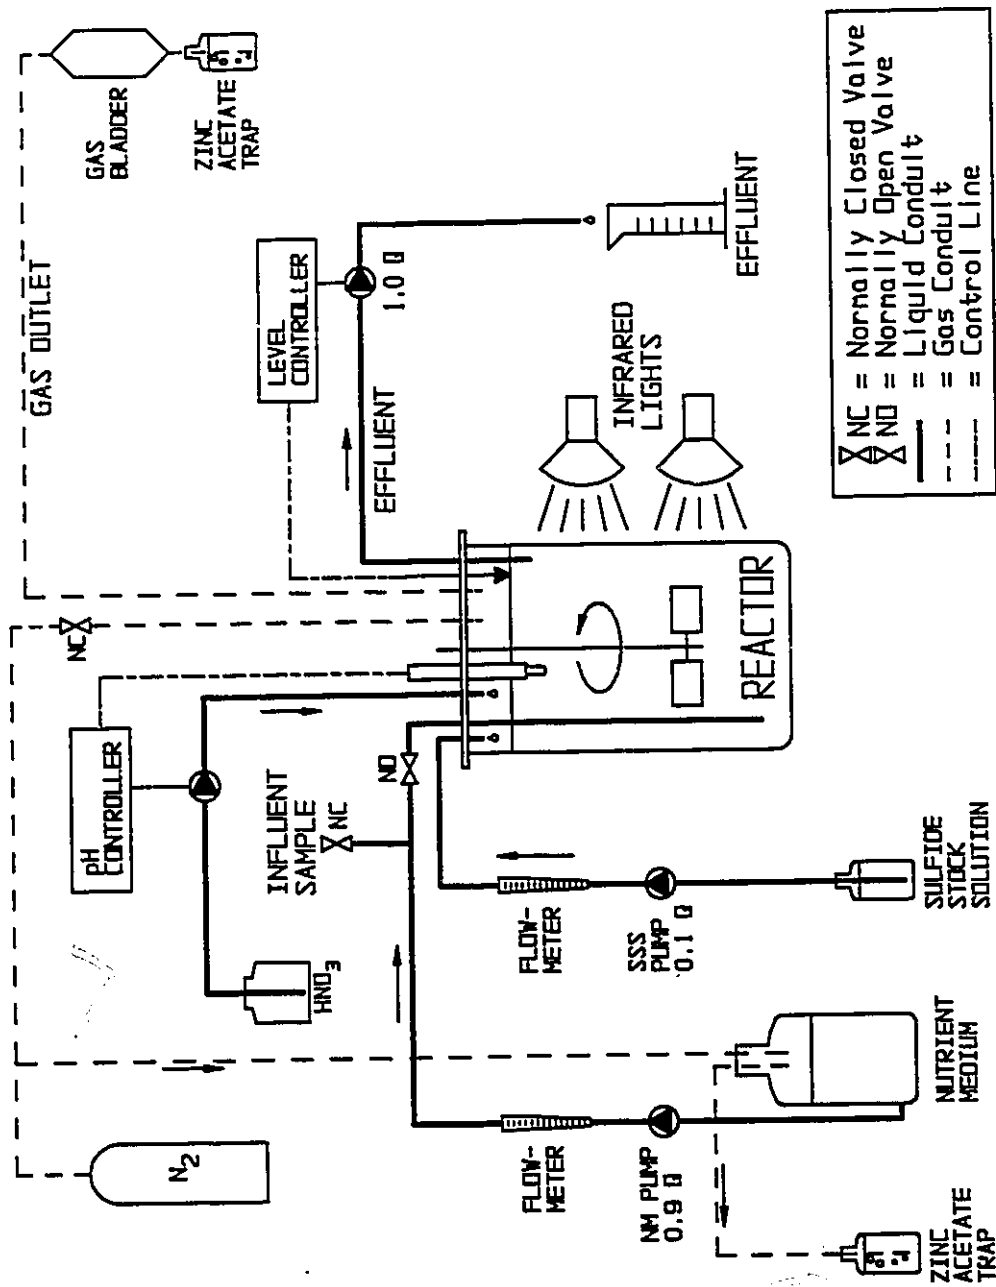 GAS OUTLET
GAS
BLADDER
ZINC
ACETATE
TRAP
LEVEL
CONTROLLER
1.0 Q
EFFLUENT
EFFLUENT
INFRARED
LIGHTS
NC
pH
CONTROLLER
HNO3
INFLUENT
SAMPLE
NC
NO
REACTOR
N2
FLOW-
METER
SSS
PUMP
0.1 Q
SULFIDE
STOCK
SOLUTION
FLOW-
METER
NM PUMP
0.9 Q
NUTRIENT
MEDIUM
ZINC
ACETATE
TRAP
NC = Normally Closed Valve
NO = Normally Open Valve
= Liquid Conduit
= Gas Conduit
= Control Line